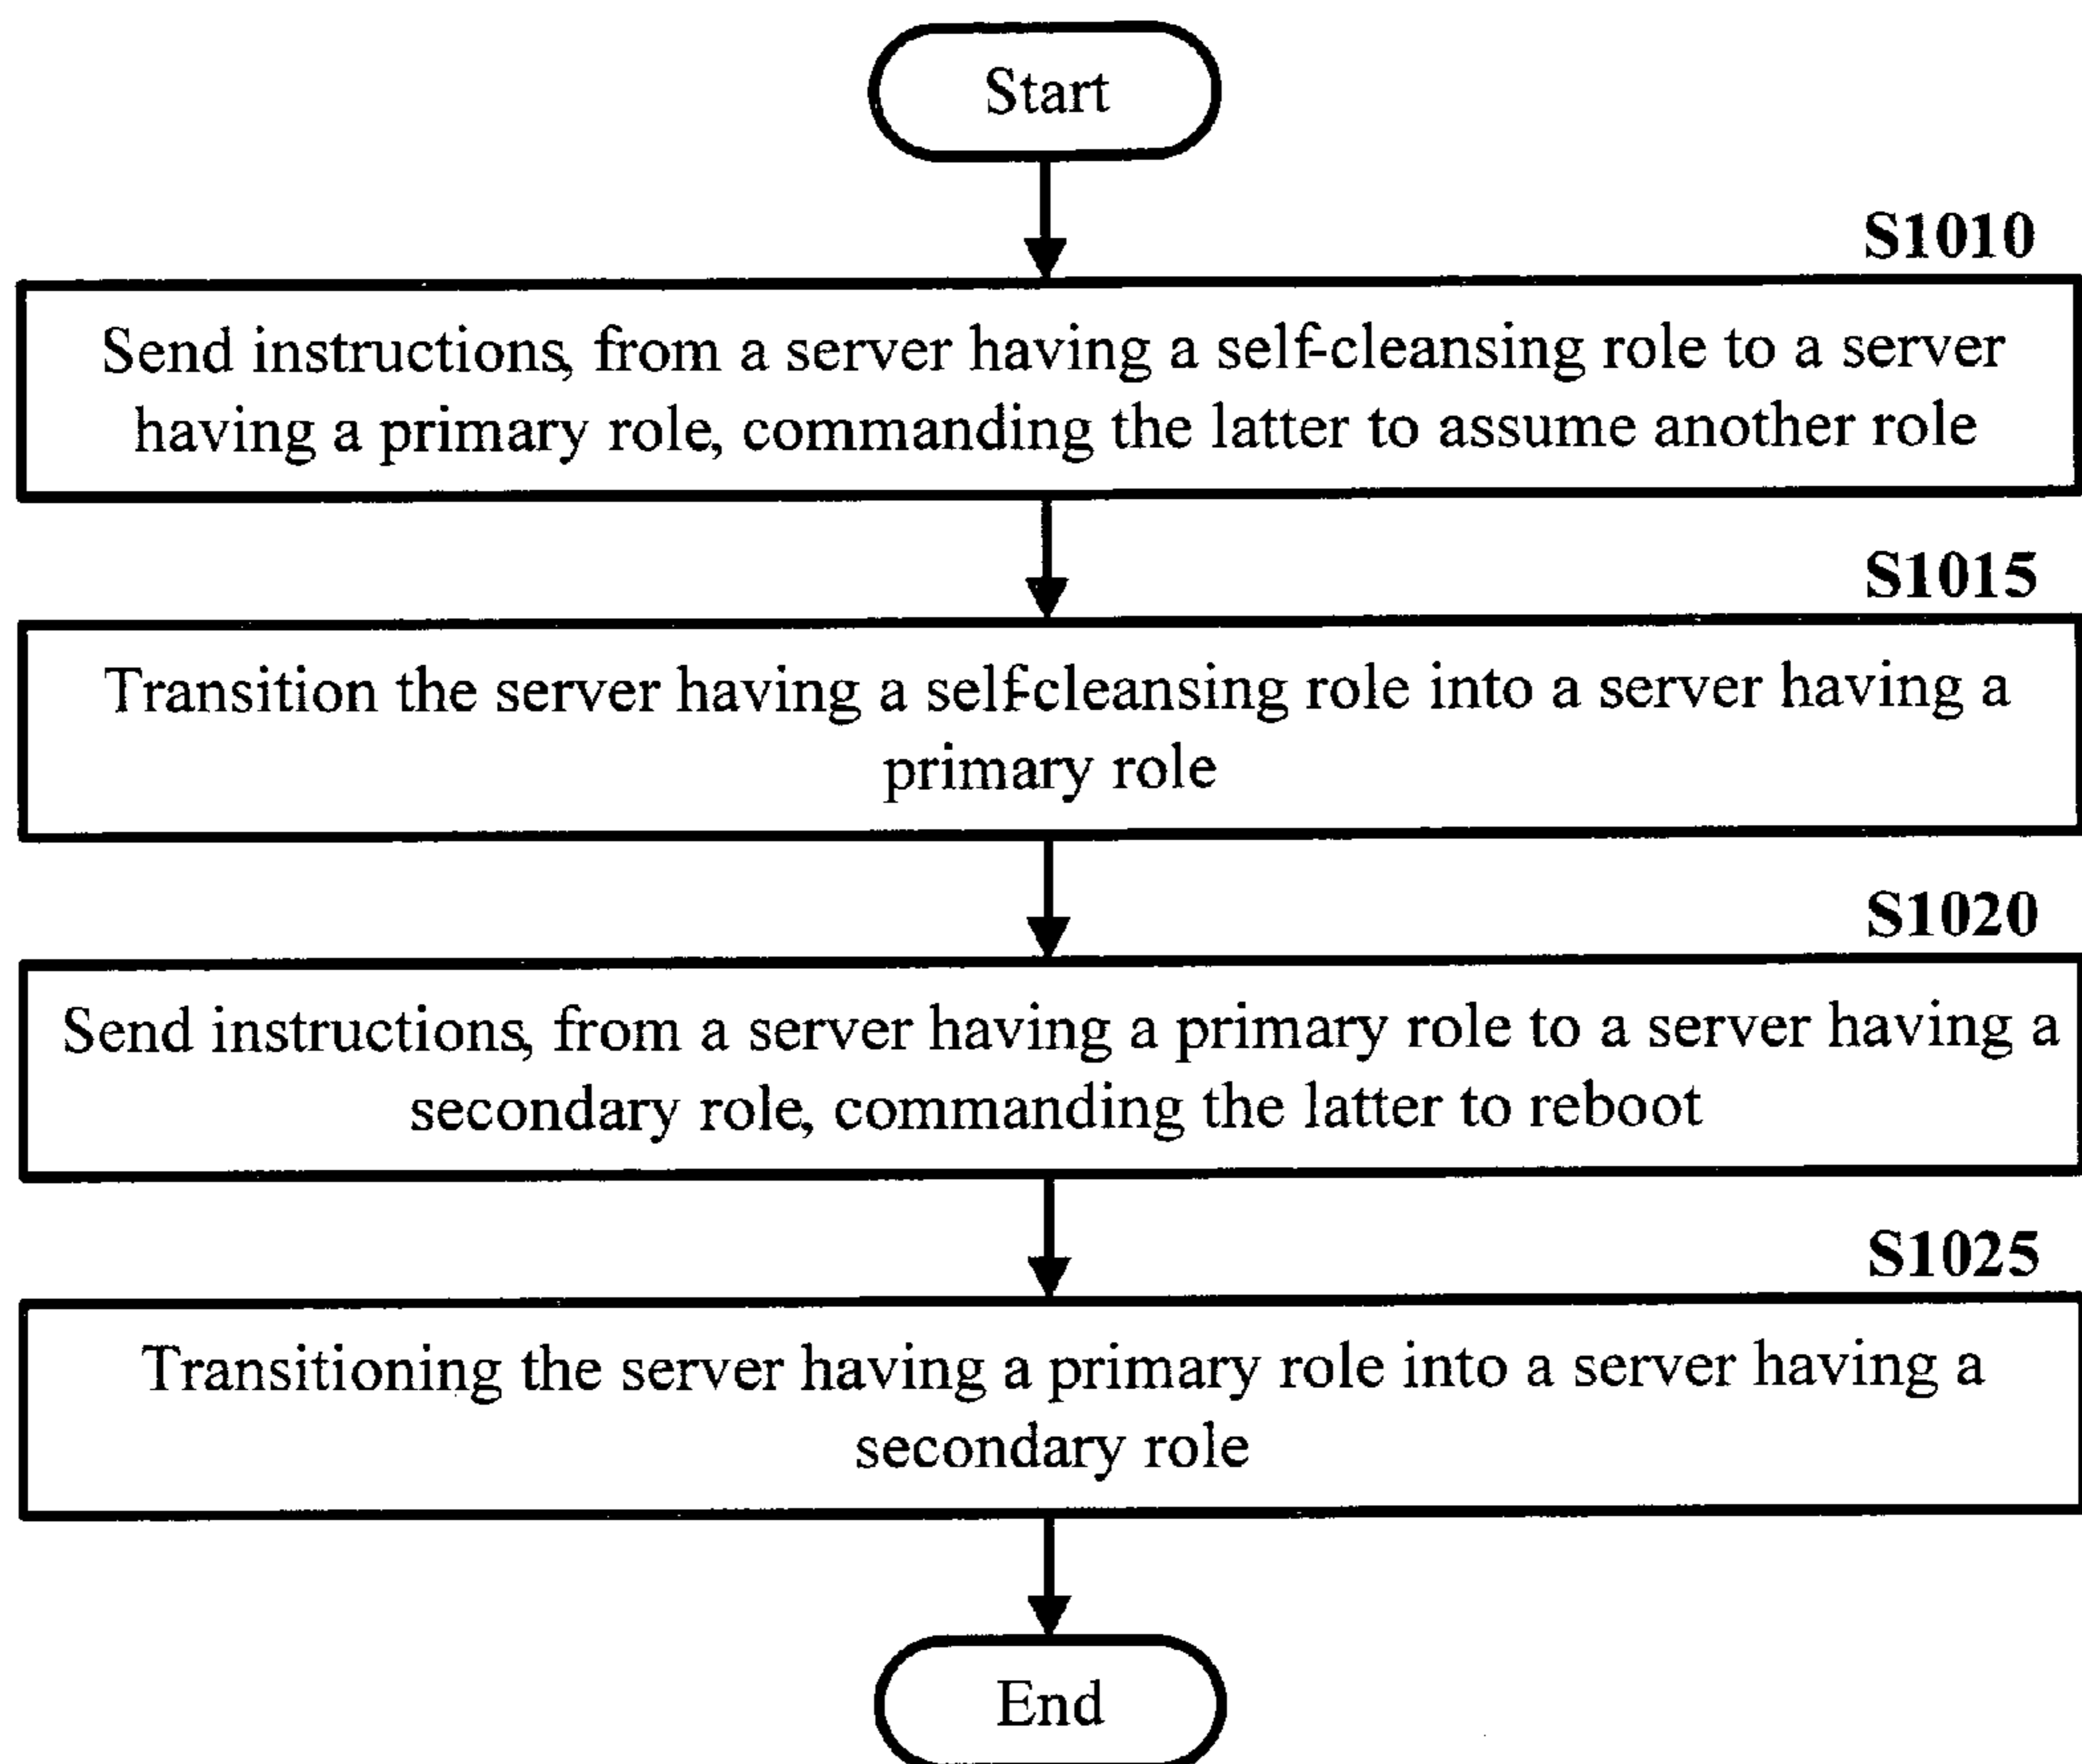 Start
S1010
Send instructions, from a server having a self-cleansing role to a server
having a primary role, commanding the latter to assume another role
S1015
Transition the server having a self-cleansing role into a server having a
primary role
S1020
Send instructions, from a server having a primary role to a server having a
secondary role, commanding the latter to reboot
S1025
Transitioning the server having a primary role into a server having a
secondary role
End